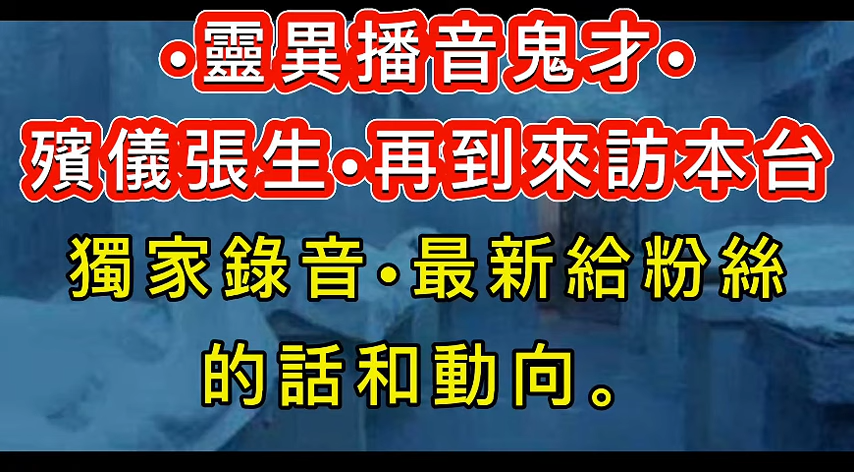 •靈異播音鬼才•
殯儀張生•再到來訪本台
獨家錄音•最新給粉絲
的話和動向。